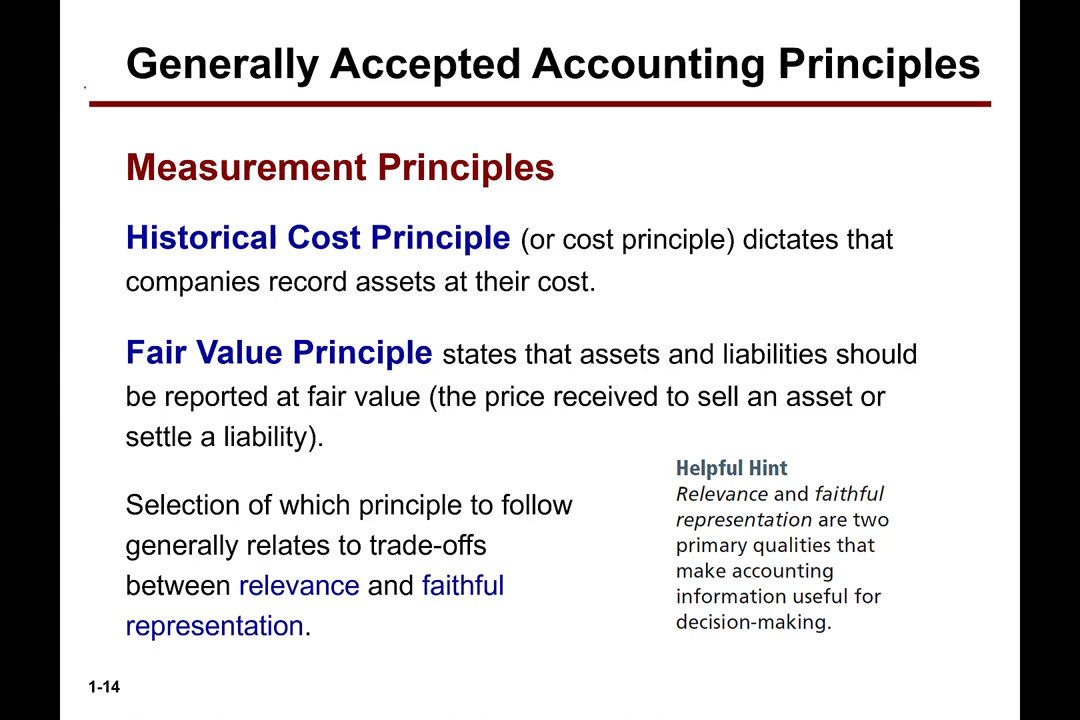 Generally Accepted Accounting Principles
Measurement Principles
Historical Cost Principle (or cost principle) dictates that
companies record assets at their cost.
Fair Value Principle states that assets and liabilities should
be reported at fair value (the price received to sell an asset or
settle a liability).
Selection of which principle to follow
generally relates to trade-offs
between relevance and faithful
representation.
Helpful Hint
Relevance and faithful
representation are two
primary qualities that
make accounting
information useful for
decision-making.
1-14